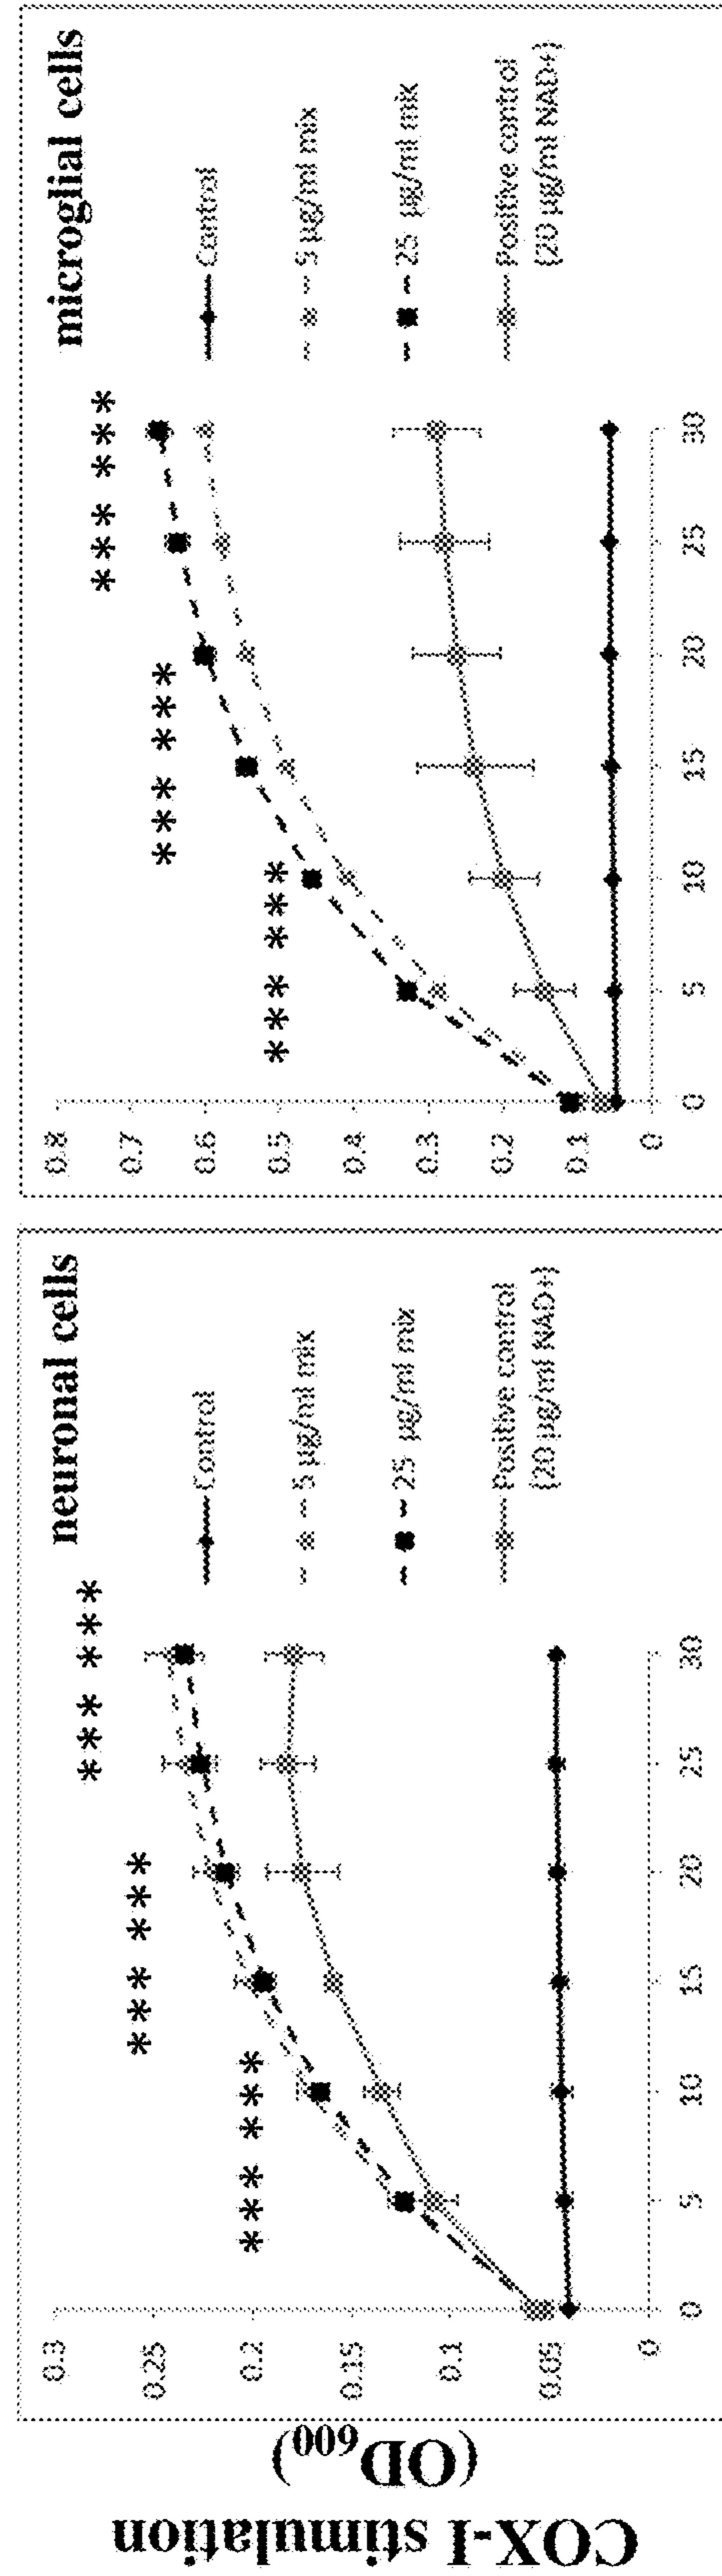 COX-I stimulation
(OD600)
neuronal cells
0.3
0.25
0.2
0.15
0.1
0.05
0
0
5
10
15
20
25
30
*** ***
*** ***
*** ***
Control
5 µg/ml mix
25 µg/ml mix
Positive control
(20 µg/ml NAD+)
microglial cells
0.8
0.7
0.6
0.5
0.4
0.3
0.2
0.1
0
0
5
10
15
20
25
30
*** ***
*** ***
*** ***
Control
5 µg/ml mix
25 µg/ml mix
Positive control
(20 µg/ml NAD+)